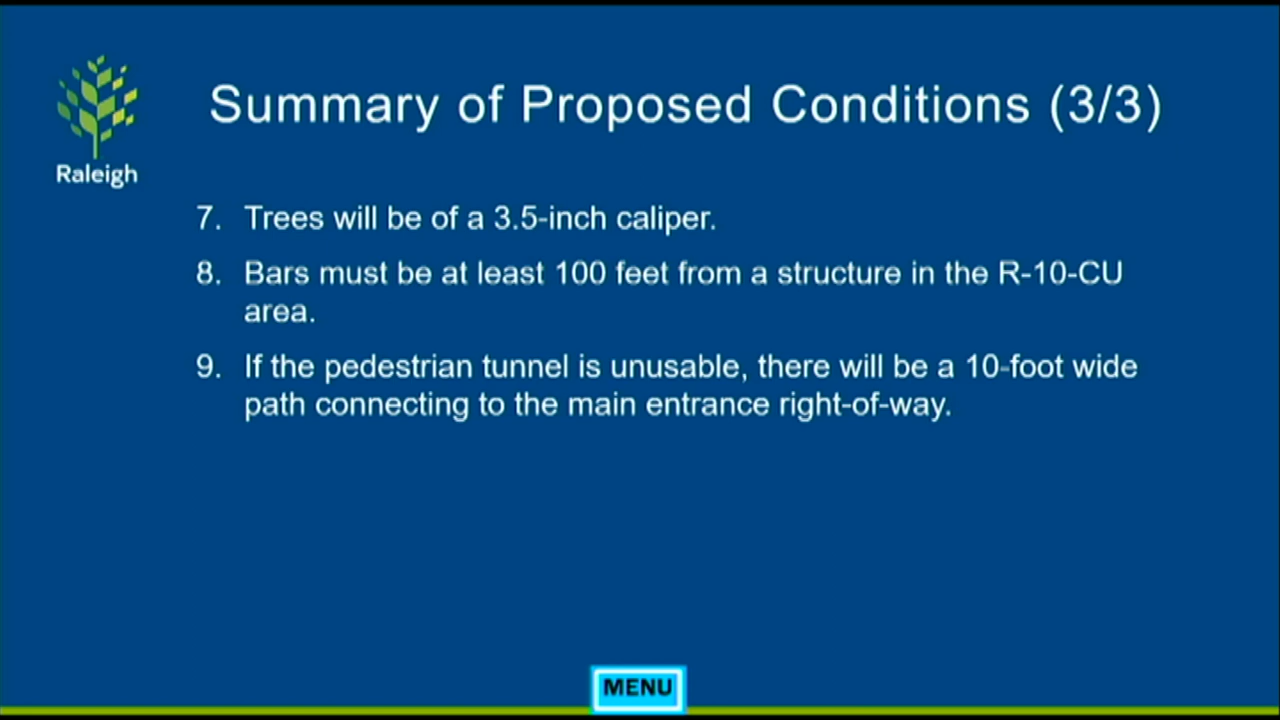 Summary of Proposed Conditions (3/3)
Raleigh
7. Trees will be of a 3.5-inch caliper.
8. Bars must be at least 100 feet from a structure in the R-10-CU
area.
9. If the pedestrian tunnel is unusable, there will be a 10-foot wide
path connecting to the main entrance right-of-way.
MENU